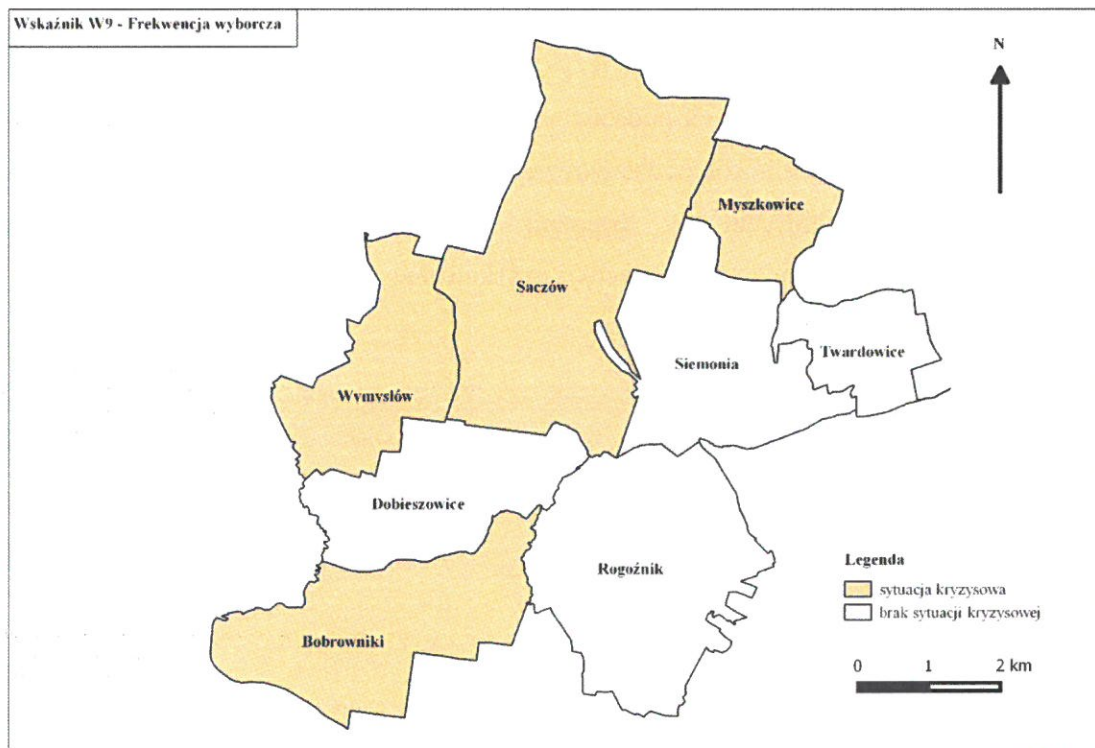 Wskaźnik W9 - Frekwencja wyborcza
N
Myszkowice
Saczów
Siemonia
Twardowice
Wymysłów
Dobieszowice
Rogoźnik
Bobrowniki
Legenda
sytuacja kryzysowa
brak sytuacji kryzysowej
0 1 2 km